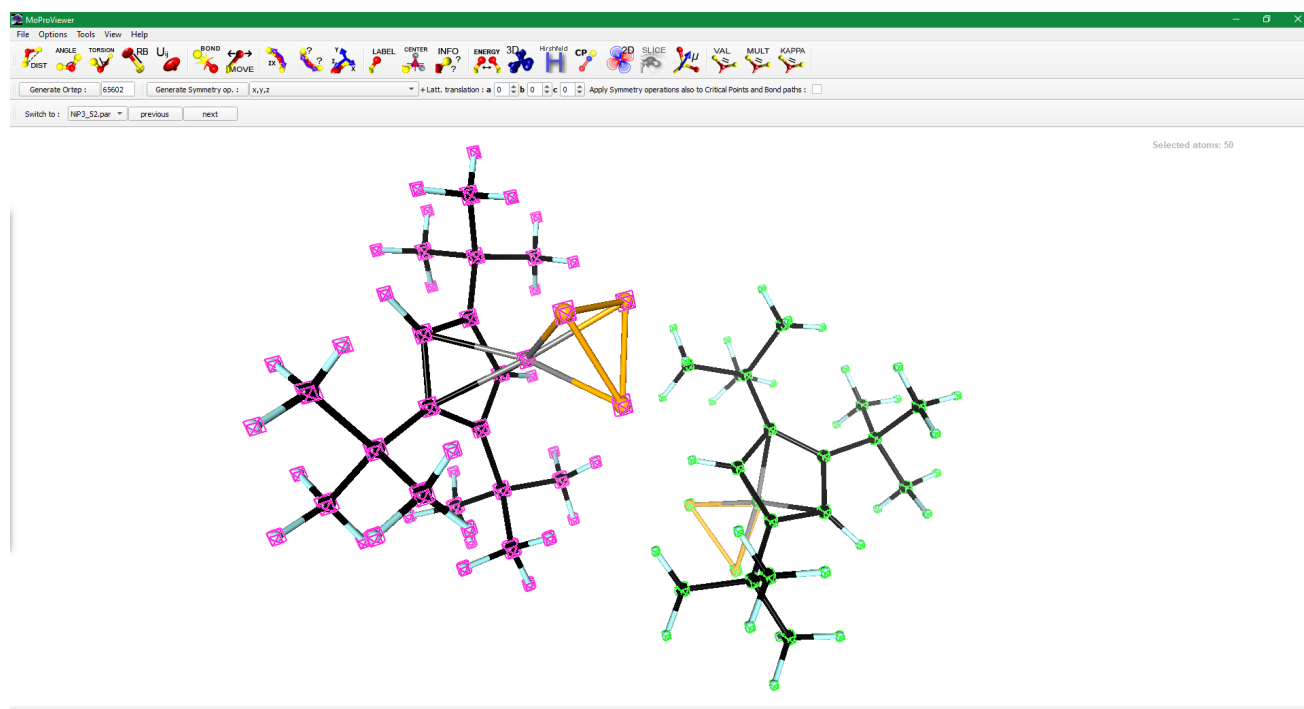 MoProViewer
File Options Tools View Help
DIST ANGLE TORSION RB Uij BOND MOVE zx ? Z Y X LABEL CENTER INFO ? ? ENERGY 3D Hirshfeld H CP 2D SLICE μ VAL MULT KAPPA
Generate Ortep : 65602 Generate Symmetry op. : x,y,z + Latt. translation : a 0 b 0 c 0 Apply Symmetry operations also to Critical Points and Bond paths :
Switch to : NiP3_52.par previous next
Selected atoms: 50